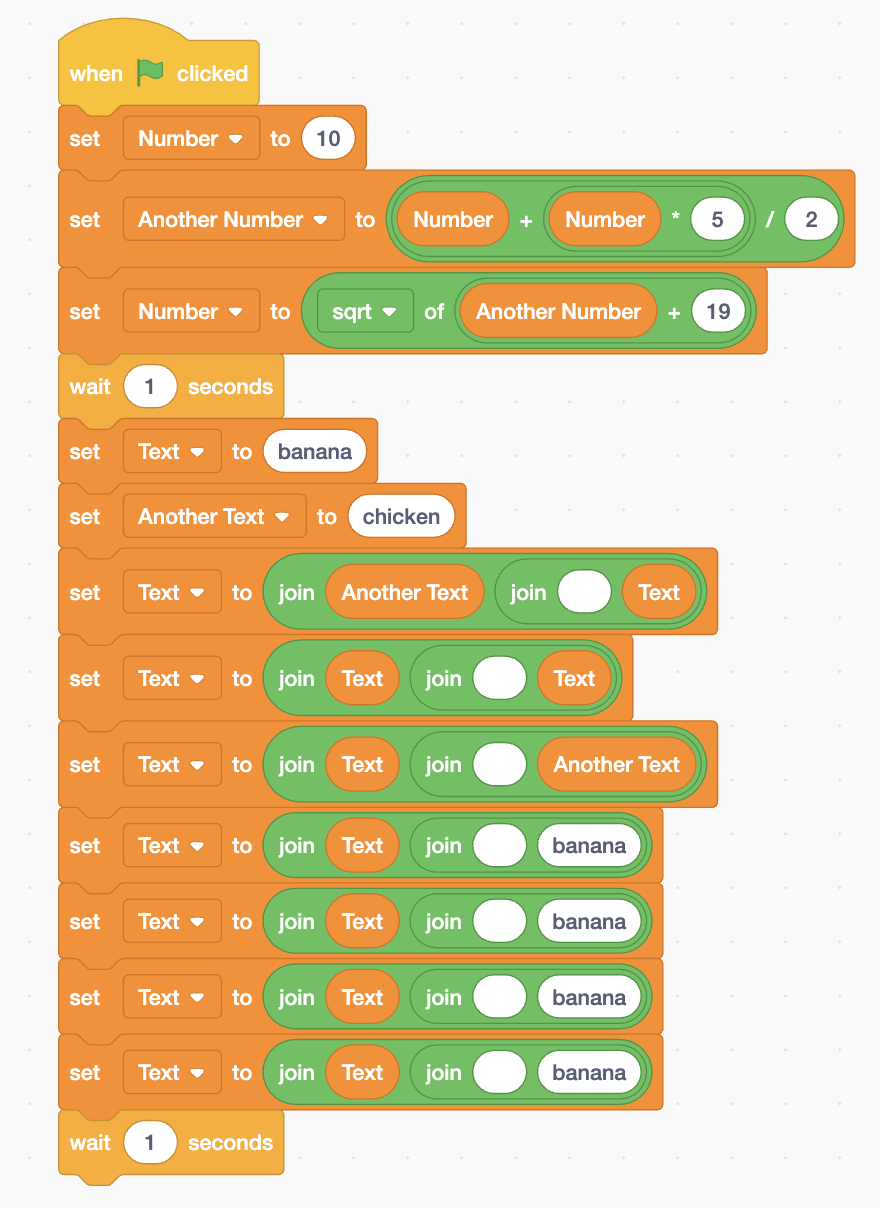 when clicked
set Number to 10
set Another Number to Number + Number * 5 / 2
set Number to sqrt of Another Number + 19
wait 1 seconds
set Text to banana
set Another Text to chicken
set Text to join Another Text join Text
set Text to join Text join Text
set Text to join Text join Another Text
set Text to join Text join banana
set Text to join Text join banana
set Text to join Text join banana
set Text to join Text join banana
wait 1 seconds